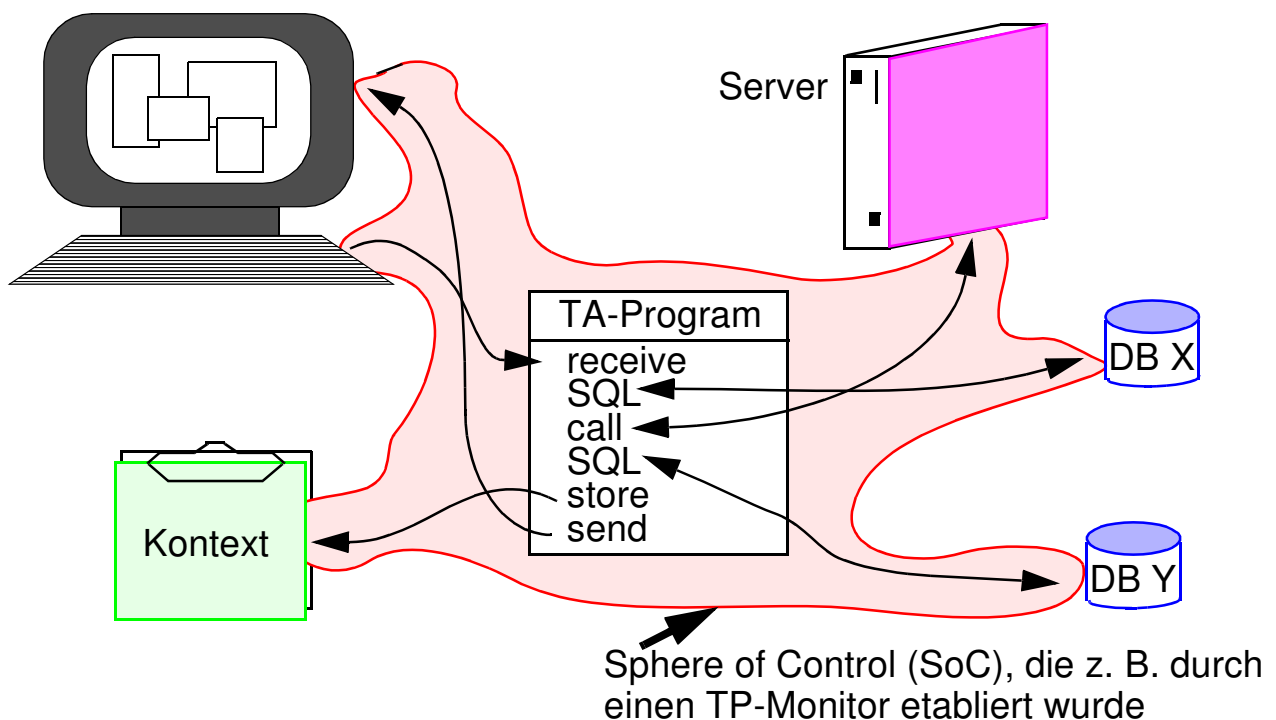 Server
TA-Program
receive
SQL
call
SQL
store
send
DB X
Kontext
DB Y
Sphere of Control (SoC), die z. B. durch
einen TP-Monitor etabliert wurde